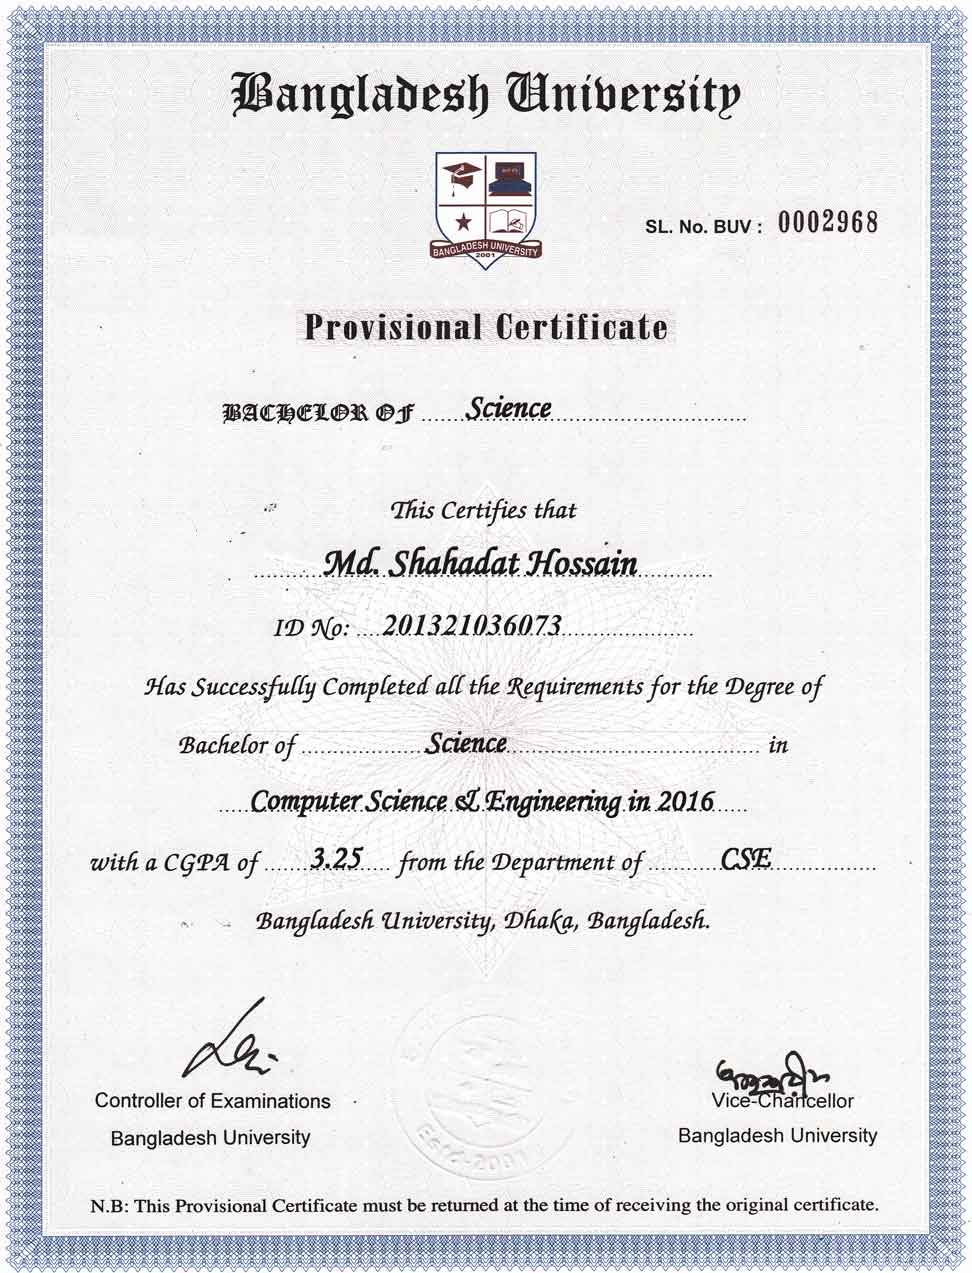 Bangladesh University
BANGLADESH UNIVERSITY
2001
SL. No. BUV : 0002968
Provisional Certificate
BACHELOR OF ...... Science ......
This Certifies that
Md. Shahadat Hossain
ID No: .... 201321036073 ......
Has Successfully Completed all the Requirements for the Degree of
Bachelor of ...... Science ...... in
.... Computer Science & Engineering in 2016 .....
with a CGPA of ...... 3.25 ..... from the Department of ...... CSE ......
Bangladesh University, Dhaka, Bangladesh.
Controller of Examinations
Bangladesh University
Vice-Chancellor
Bangladesh University
Estd-2001
N.B: This Provisional Certificate must be returned at the time of receiving the original certificate.